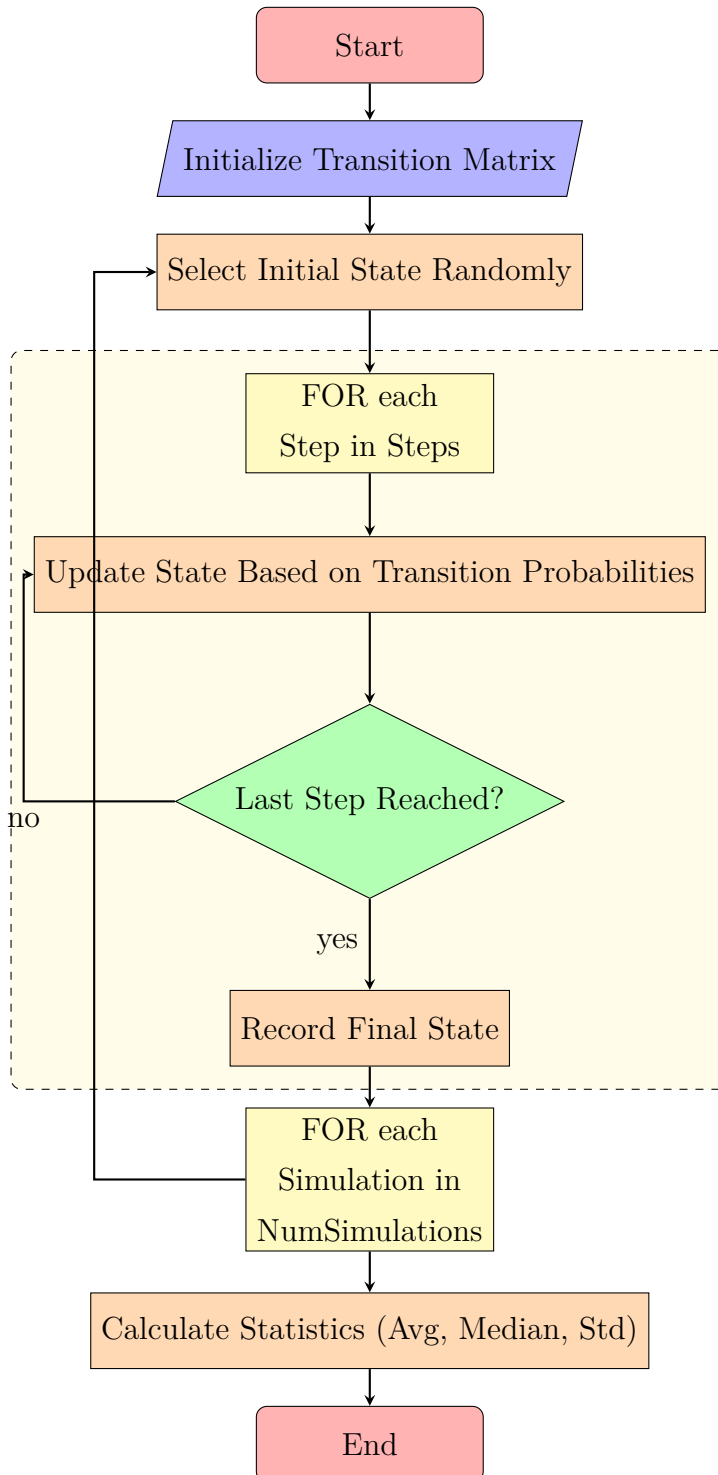 Start
Initialize Transition Matrix
Select Initial State Randomly
FOR each
Step in Steps
Update State Based on Transition Probabilities
Last Step Reached?
no
yes
Record Final State
FOR each
Simulation in
NumSimulations
Calculate Statistics (Avg, Median, Std)
End